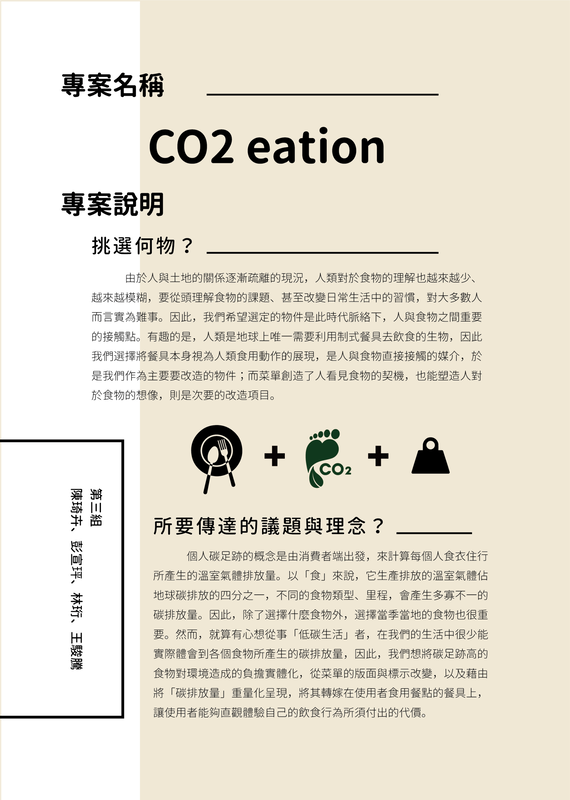 專案名稱
CO2 eation
專案說明
挑選何物？
由於人與土地的關係逐漸疏離的現況，人類對於食物的理解也越來越少、
越來越模糊，要從頭理解食物的課題、甚至改變日常生活中的習慣，對大多數人
而言實為難事。因此，我們希望選定的物件是此時代脈絡下，人與食物之間重要
的接觸點。有趣的是，人類是地球上唯一需要利用制式餐具去飲食的生物，因此
我們選擇將餐具本身視為人類食用動作的展現，是人與食物直接接觸的媒介，於
是我們作為主要要改造的物件；而菜單創造了人看見食物的契機，也能塑造人對
於食物的想像，則是次要的改造項目。
+
CO2
+
所要傳達的議題與理念？
個人碳足跡的概念是由消費者端出發，來計算每個人食衣住行
所產生的溫室氣體排放量。以「食」來說，它生產排放的溫室氣體佔
地球碳排放的四分之一，不同的食物類型、里程，會產生多寡不一的
碳排放量。因此，除了選擇什麼食物外，選擇當季當地的食物也很重
要。然而，就算有心想從事「低碳生活」者，在我們的生活中很少能
實際體會到各個食物所產生的碳排放量，因此，我們想將碳足跡高的
食物對環境造成的負擔實體化，從菜單的版面與標示改變，以及藉由
將「碳排放量」重量化呈現，將其轉嫁在使用者食用餐點的餐具上，
讓使用者能夠直觀體驗自己的飲食行為所須付出的代價。
第三組
陳琦卉、彭宣玶、林珩、王駿騰